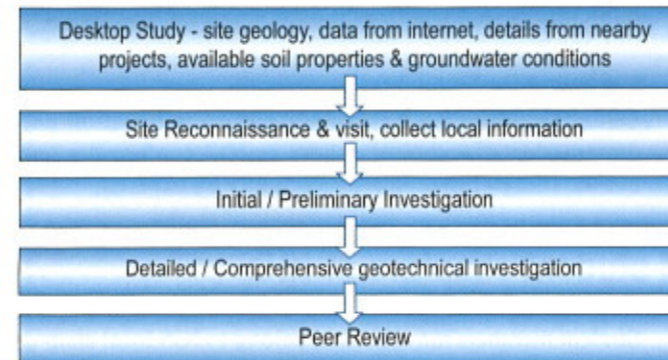 Desktop Study - site geology, data from internet, details from nearby
projects, available soil properties & groundwater conditions
Site Reconnaissance & visit, collect local information
Initial / Preliminary Investigation
Detailed / Comprehensive geotechnical investigation
Peer Review